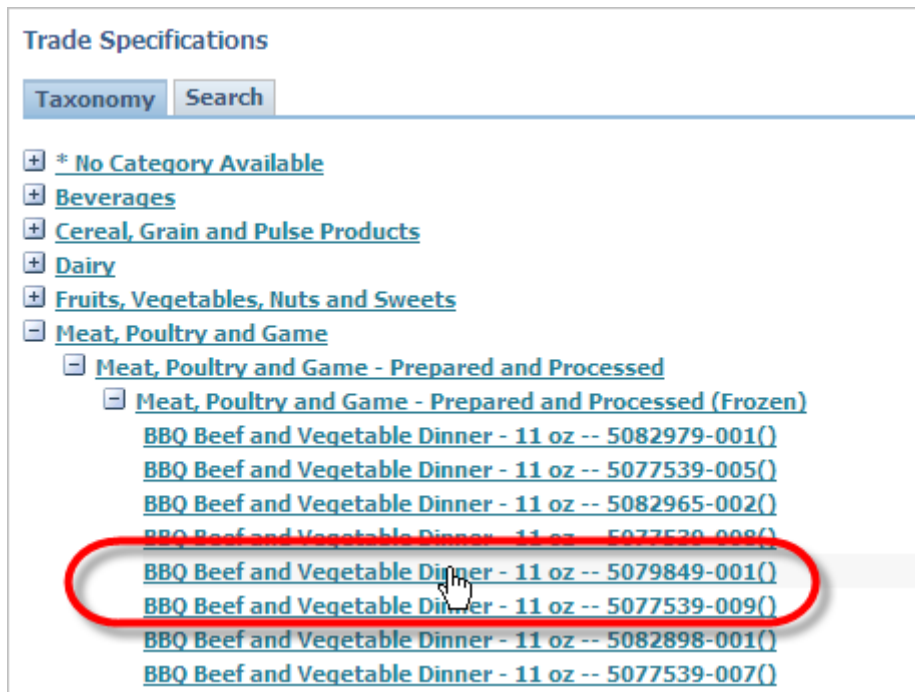 Trade Specifications
Taxonomy Search
* No Category Available
Beverages
Cereal, Grain and Pulse Products
Dairy
Fruits, Vegetables, Nuts and Sweets
Meat, Poultry and Game
Meat, Poultry and Game - Prepared and Processed
Meat, Poultry and Game - Prepared and Processed (Frozen)
BBQ Beef and Vegetable Dinner - 11 oz -- 5082979-001()
BBQ Beef and Vegetable Dinner - 11 oz -- 5077539-005()
BBQ Beef and Vegetable Dinner - 11 oz -- 5082965-002()
BBQ Beef and Vegetable Dinner - 11 oz -- 5077539-008()
BBQ Beef and Vegetable Dinner - 11 oz -- 5079849-001()
BBQ Beef and Vegetable Dinner - 11 oz -- 5077539-009()
BBQ Beef and Vegetable Dinner - 11 oz -- 5082898-001()
BBQ Beef and Vegetable Dinner - 11 oz -- 5077539-007()